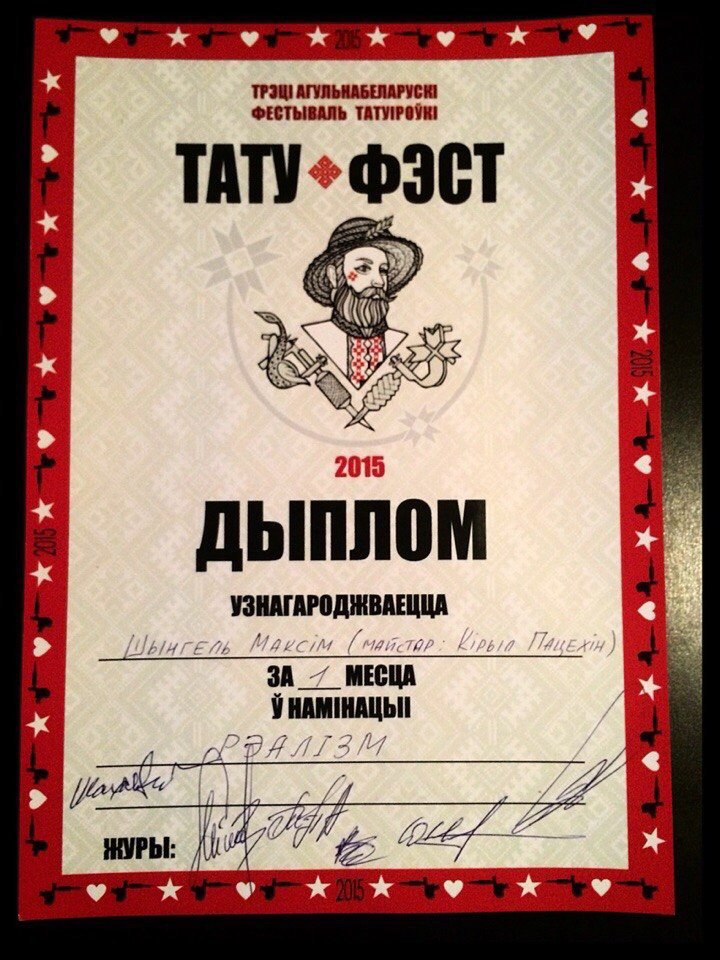 ТРЭЦІ АГУЛЬНАБЕЛАРУСКІ
ФЕСТЫВАЛЬ ТАТУІРОЎКІ
ТАТУ ФЭСТ
2015
ДЫПЛОМ
УЗНАГАРОДЖВАЕЦЦА
Шынгель Максім (майстар: Кірыл Пацехін)
ЗА 1 МЕСЦА
Ў НАМІНАЦЫІ
РЭАЛІЗМ
ЖУРЫ:
2015
2015
2015
2015